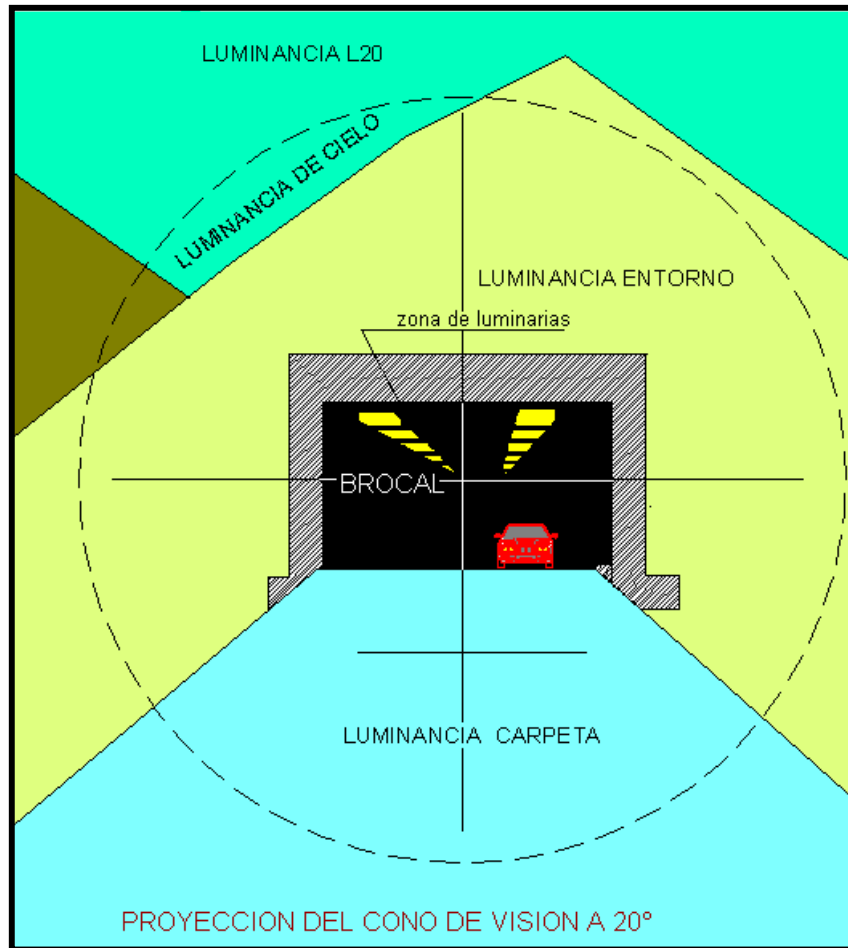 LUMINANCIA L20
LUMINANCIA DE CIELO
LUMINANCIA ENTORNO
zona de luminarias
BROCAL
LUMINANCIA CARPETA
PROYECCION DEL CONO DE VISION A 20°